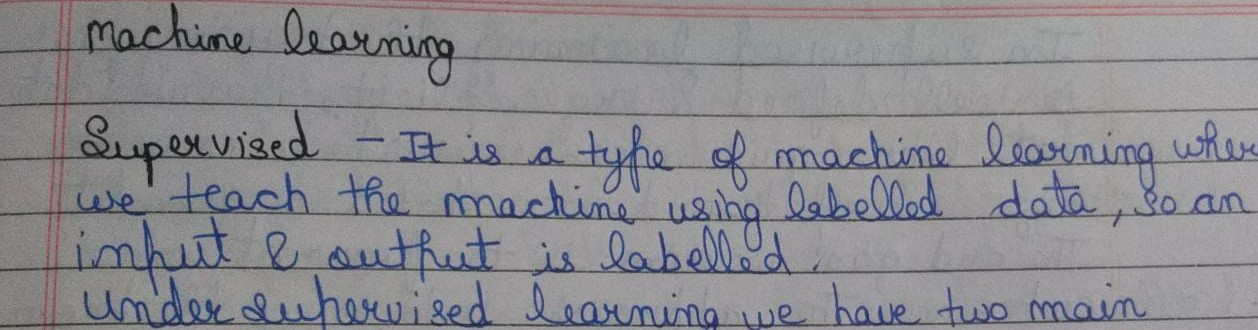 Machine learning
Supervised - It is a type of machine learning wher
we teach the machine using labelled data, so an
input & output is labelled.
Under supervised learning we have two main